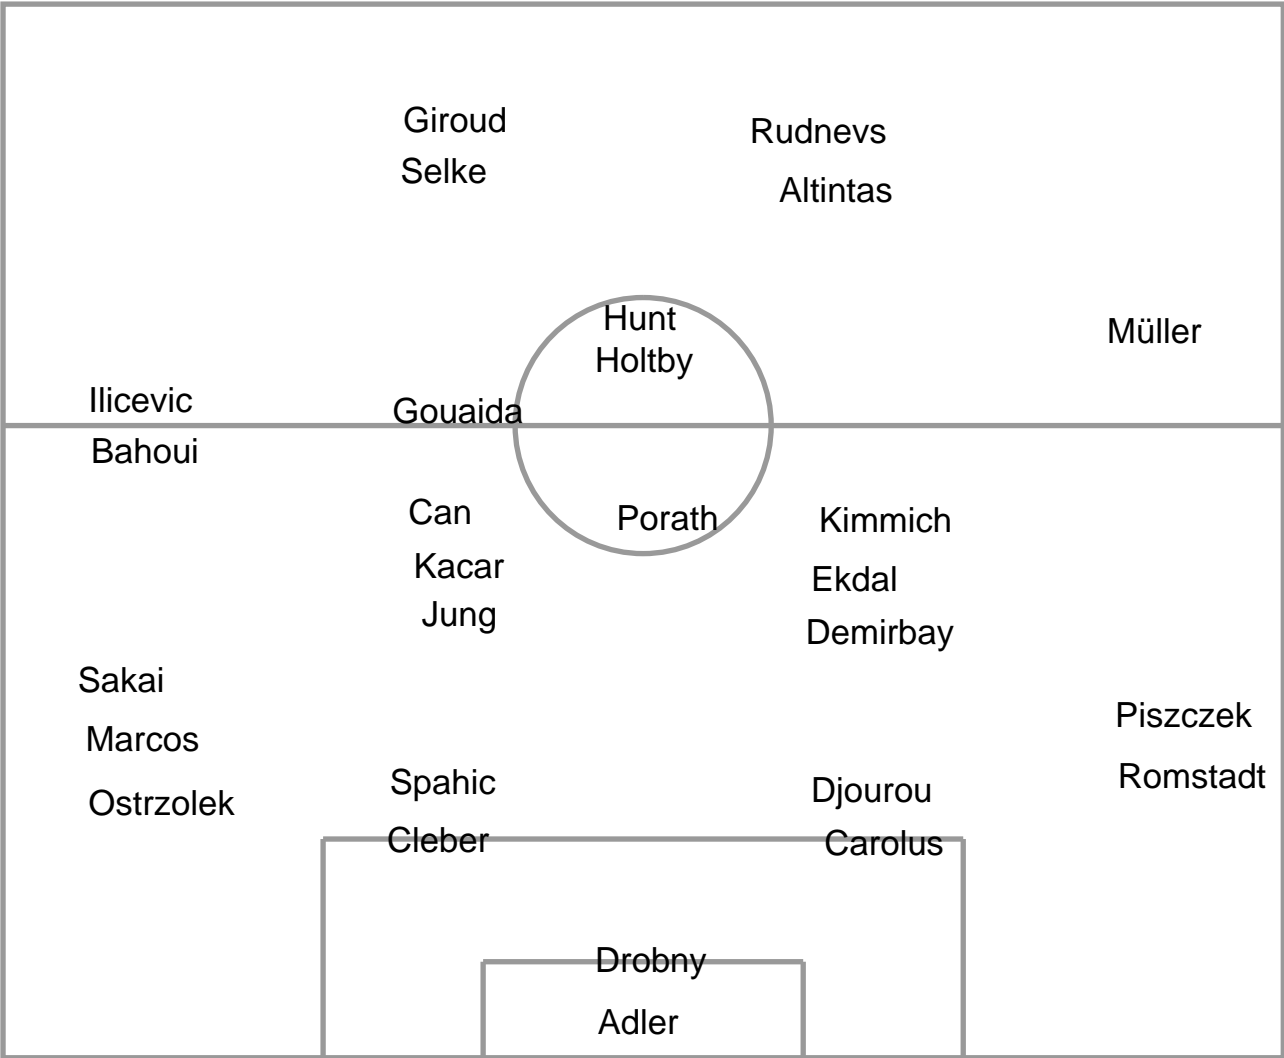 Giroud
Rudnevs
Selke
Altintas
Hunt
Müller
Holtby
Ilicevic
Gouaida
Bahoui
Can
Porath
Kimmich
Kacar
Ekdal
Jung
Demirbay
Sakai
Piszczek
Marcos
Romstadt
Spahic
Djourou
Ostrzolek
Cleber
Carolus
Drobny
Adler